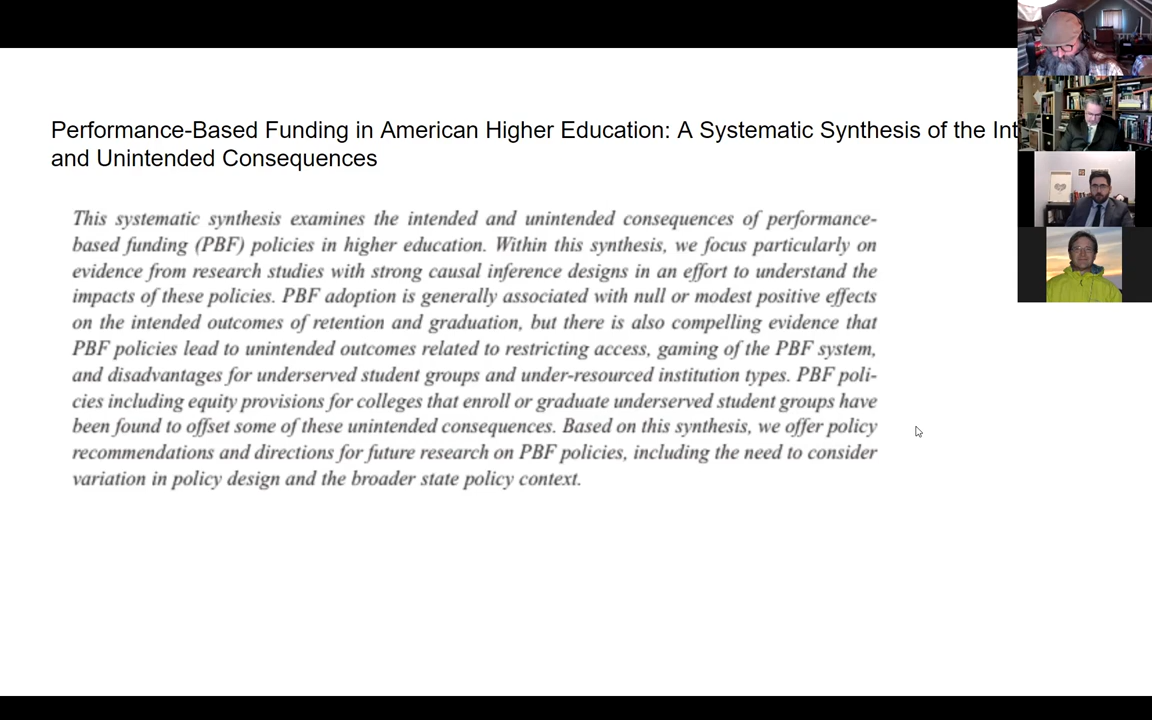 Performance-Based Funding in American Higher Education: A Systematic Synthesis of the Int
and Unintended Consequences
This systematic synthesis examines the intended and unintended consequences of performance-
based funding (PBF) policies in higher education. Within this synthesis, we focus particularly on
evidence from research studies with strong causal inference designs in an effort to understand the
impacts of these policies. PBF adoption is generally associated with null or modest positive effects
on the intended outcomes of retention and graduation, but there is also compelling evidence that
PBF policies lead to unintended outcomes related to restricting access, gaming of the PBF system,
and disadvantages for underserved student groups and under-resourced institution types. PBF poli-
cies including equity provisions for colleges that enroll or graduate underserved student groups have
been found to offset some of these unintended consequences. Based on this synthesis, we offer policy
recommendations and directions for future research on PBF policies, including the need to consider
variation in policy design and the broader state policy context.